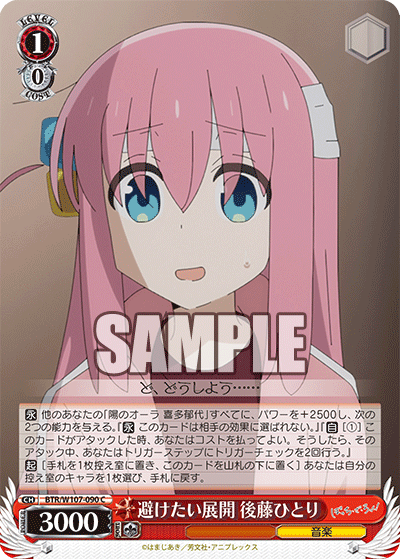 LEVEL
1
0
COST
SAMPLE
ど、どうしよう……
永 他のあなたの「陽のオーラ 喜多郁代」すべてに、パワーを＋2500し、次の
2つの能力を与える。『永 このカードは相手の効果に選ばれない。』『自［①］こ
のカードがアタックした時、あなたはコストを払ってよい。そうしたら、そのア
タック中、あなたはトリガーステップにトリガーチェックを2回行う。』
起［手札を1枚控え室に置き、このカードを山札の下に置く］あなたは自分の
控え室のキャラを1枚選び、手札に戻す。
CH BTR/W107-090 C
避けたい展開 後藤ひとり
3000
音楽
©はまじあき／芳文社・アニプレックス